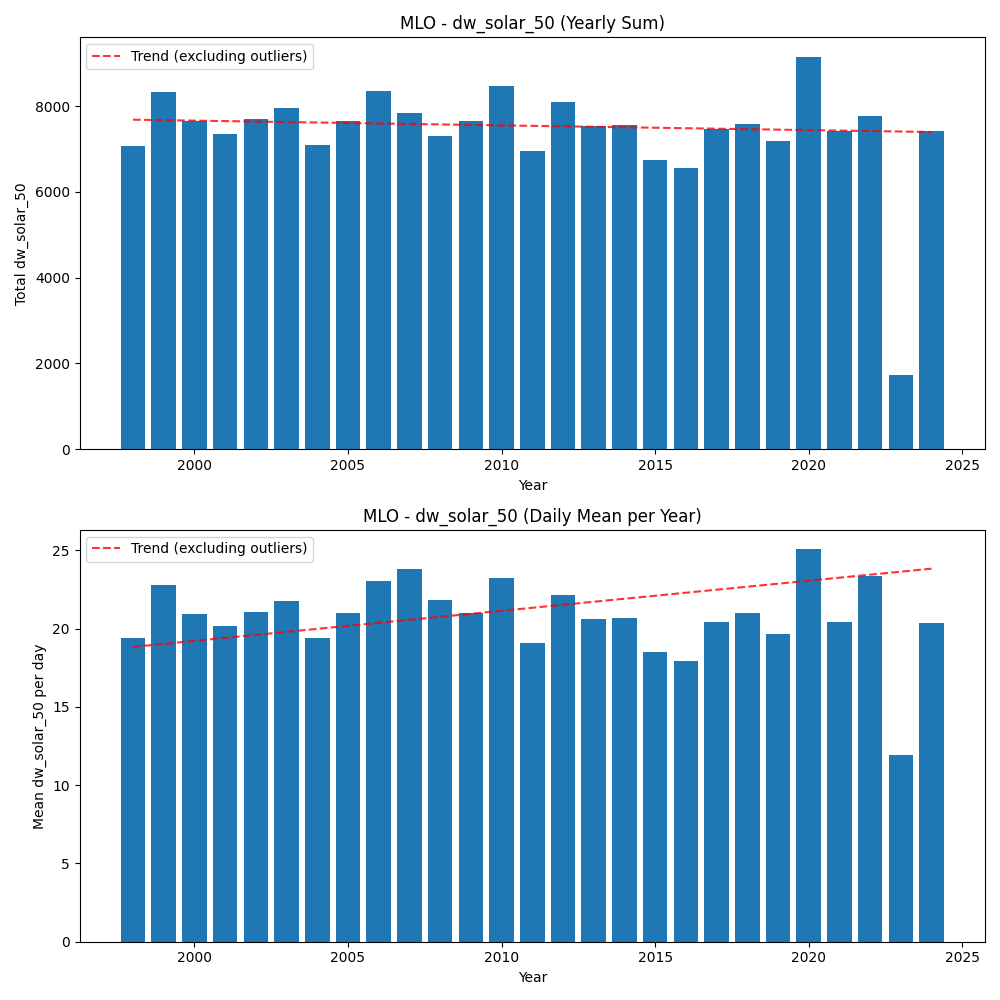 MLO - dw_solar_50 (Yearly Sum)
Trend (excluding outliers)
Total dw_solar_50
8000
6000
4000
2000
0
2000 2005 2010 2015 2020 2025
Year
MLO - dw_solar_50 (Daily Mean per Year)
Trend (excluding outliers)
Mean dw_solar_50 per day
25
20
15
10
5
0
2000 2005 2010 2015 2020 2025
Year